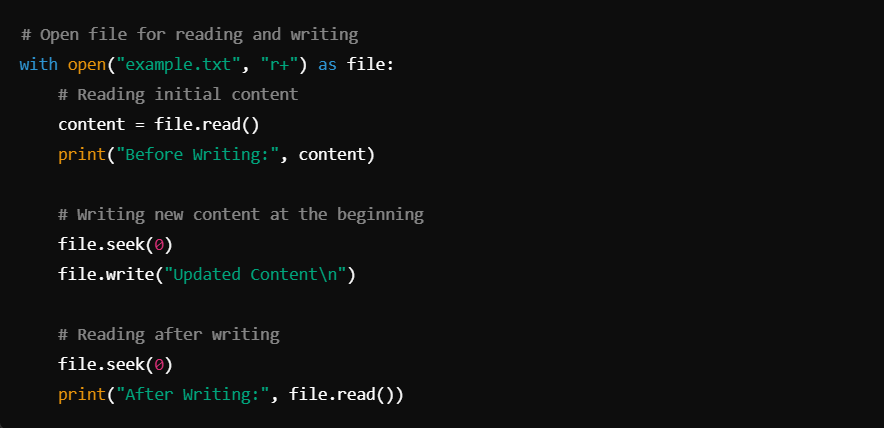 # Open file for reading and writing
with open("example.txt", "r+") as file:
    # Reading initial content
    content = file.read()
    print("Before Writing:", content)

    # Writing new content at the beginning
    file.seek(0)
    file.write("Updated Content\n")

    # Reading after writing
    file.seek(0)
    print("After Writing:", file.read())